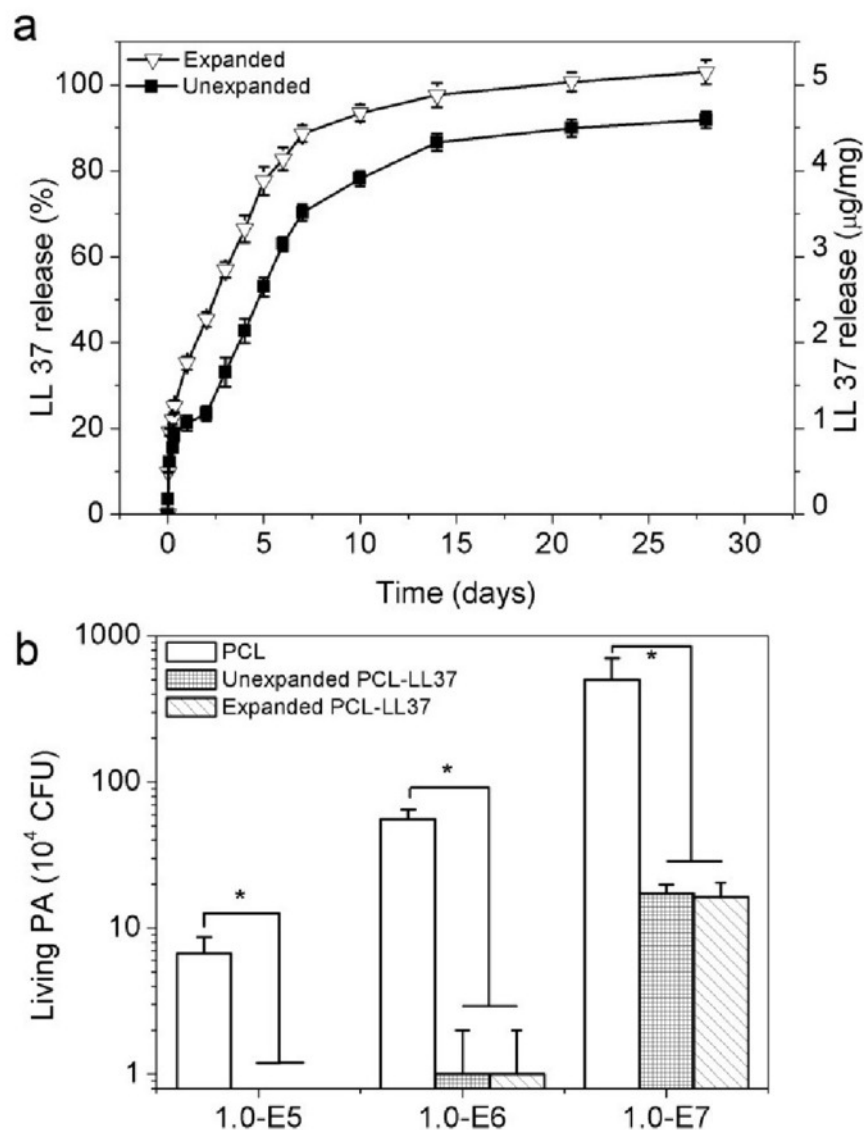 a
Expanded
Unexpanded
LL 37 release (%)
100
80
60
40
20
0
5
4
3
2
1
0
LL 37 release (μg/mg)
0 5 10 15 20 25 30
Time (days)
b
PCL
Unexpanded PCL-LL37
Expanded PCL-LL37
Living PA (10⁴ CFU)
1000
100
10
1
*
*
*
1.0-E5 1.0-E6 1.0-E7